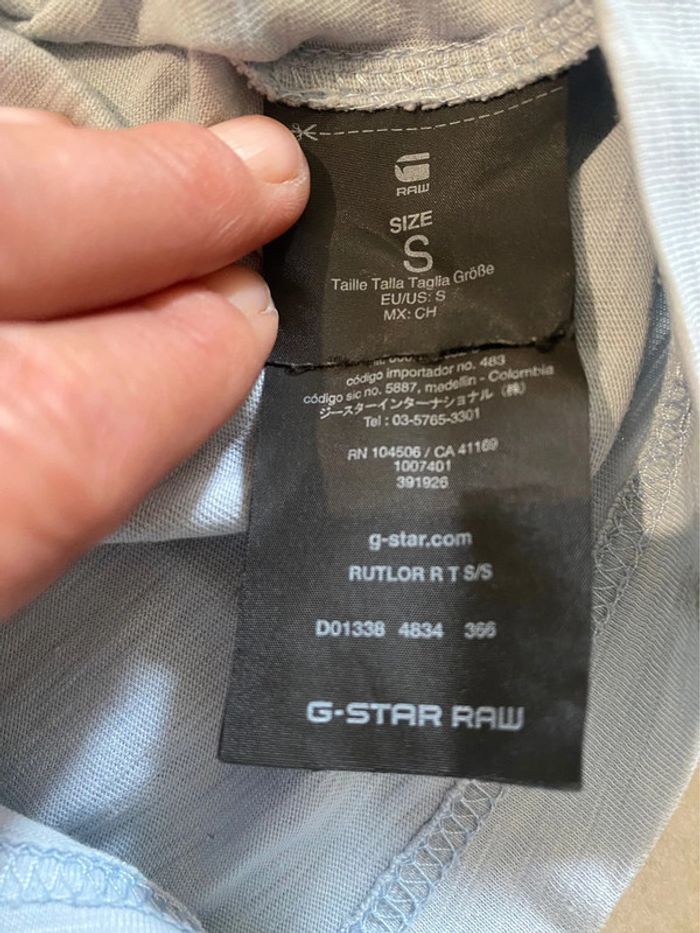 RAW
SIZE
S
Taille Talla Taglia Größe
EU/US: S
MX: CH
código importador no. 483
código sic no. 5887, medellin - Colombia
ジースターインターナショナル (株)
Tel : 03-5765-3301
RN 104506 / CA 41169
1007401
391926
g-star.com
RUTLOR R T S/S
D01338 4834 366
G-STAR RAW